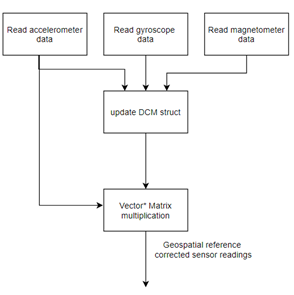 Read accelerometer
data
Read gyroscope
data
Read magnetometer
data
update DCM struct
Vector* Matrix
multiplication
Geospatial reference
corrected sensor readings